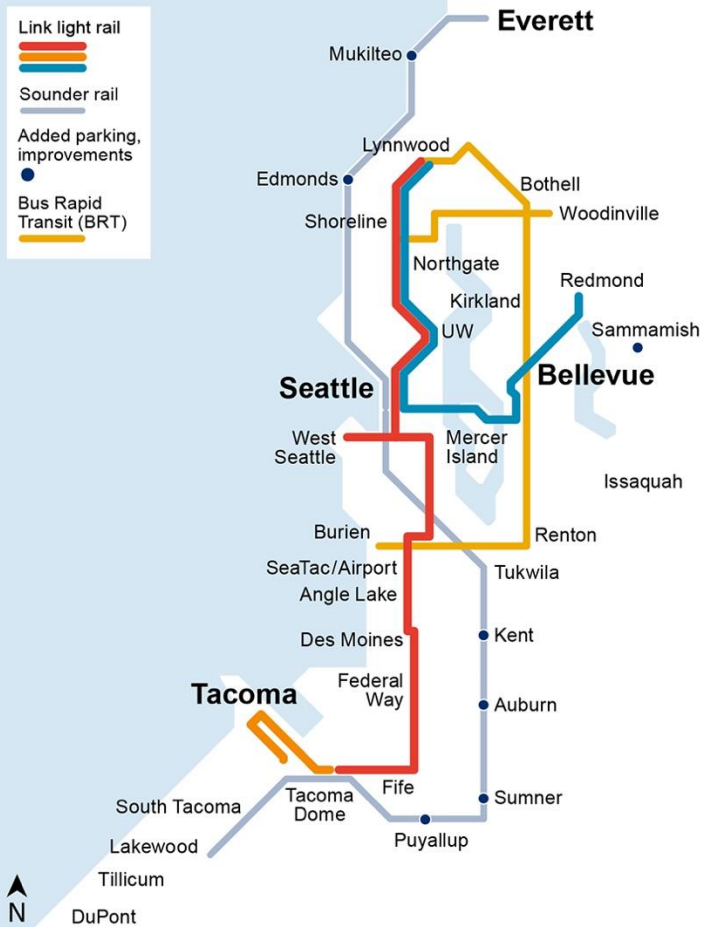 Link light rail
Sounder rail
Added parking,
improvements
Bus Rapid
Transit (BRT)
Everett
Mukilteo
Lynnwood
Edmonds
Bothell
Woodinville
Shoreline
Northgate
Redmond
Kirkland
UW
Sammamish
Bellevue
Seattle
West
Seattle
Mercer
Island
Issaquah
Burien
Renton
SeaTac/Airport
Tukwila
Angle Lake
Kent
Des Moines
Federal
Way
Tacoma
Auburn
Fife
Tacoma
Dome
Sumner
South Tacoma
Puyallup
Lakewood
Tillicum
N
DuPont